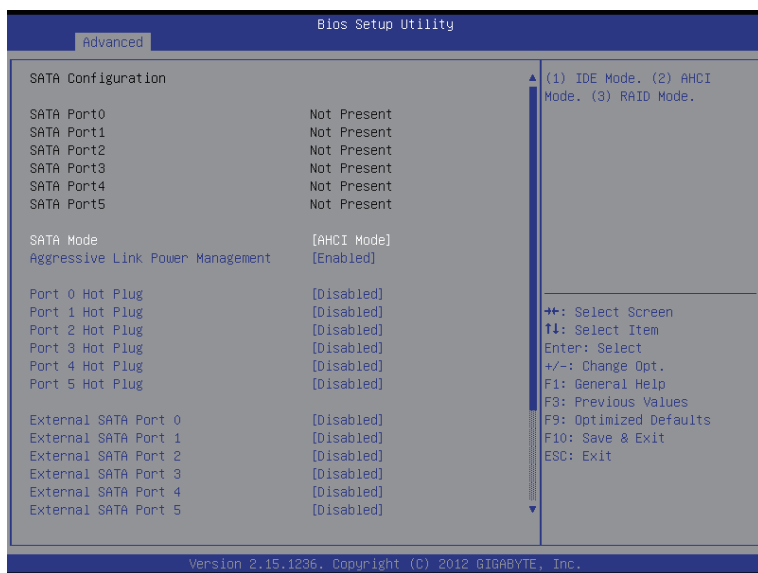 Bios Setup Utility
Advanced
SATA Configuration
SATA Port0 Not Present
SATA Port1 Not Present
SATA Port2 Not Present
SATA Port3 Not Present
SATA Port4 Not Present
SATA Port5 Not Present
SATA Mode [AHCI Mode]
Aggressive Link Power Management [Enabled]
Port 0 Hot Plug [Disabled]
Port 1 Hot Plug [Disabled]
Port 2 Hot Plug [Disabled]
Port 3 Hot Plug [Disabled]
Port 4 Hot Plug [Disabled]
Port 5 Hot Plug [Disabled]
External SATA Port 0 [Disabled]
External SATA Port 1 [Disabled]
External SATA Port 2 [Disabled]
External SATA Port 3 [Disabled]
External SATA Port 4 [Disabled]
External SATA Port 5 [Disabled]
(1) IDE Mode. (2) AHCI
Mode. (3) RAID Mode.
→←: Select Screen
↑↓: Select Item
Enter: Select
+/-: Change Opt.
F1: General Help
F3: Previous Values
F9: Optimized Defaults
F10: Save & Exit
ESC: Exit
Version 2.15.1236. Copyright (C) 2012 GIGABYTE, Inc.